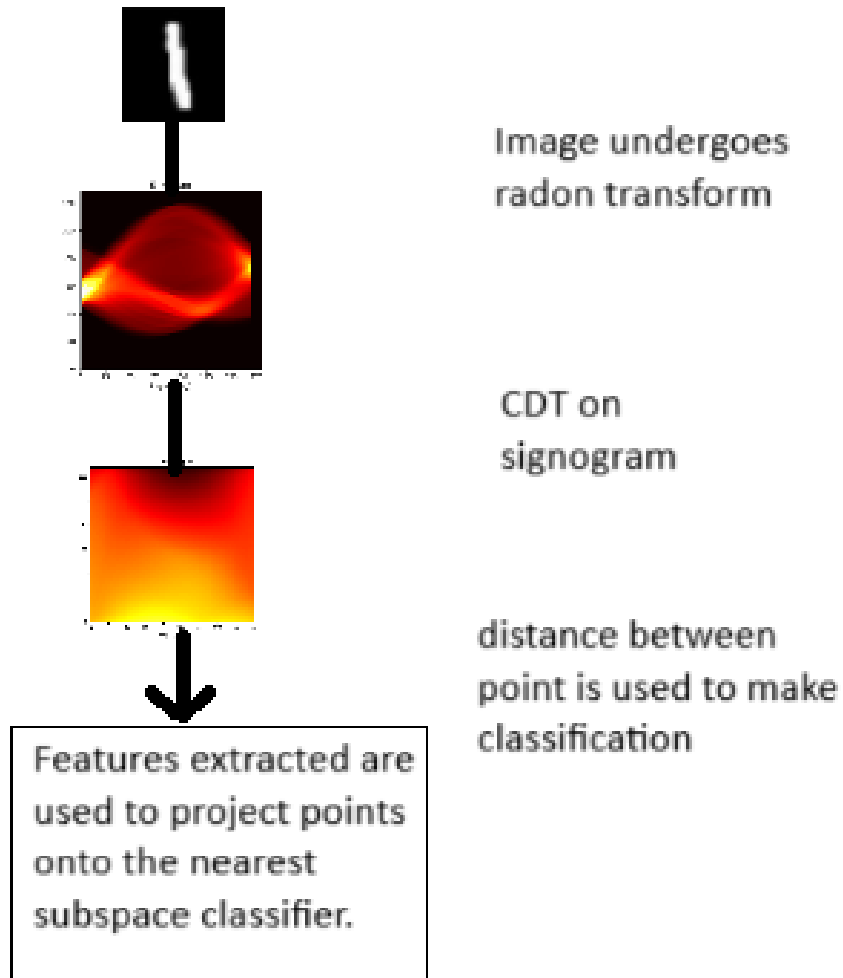 Image undergoes
radon transform
CDT on
signogram
distance between
point is used to make
classification
Features extracted are
used to project points
onto the nearest
subspace classifier.